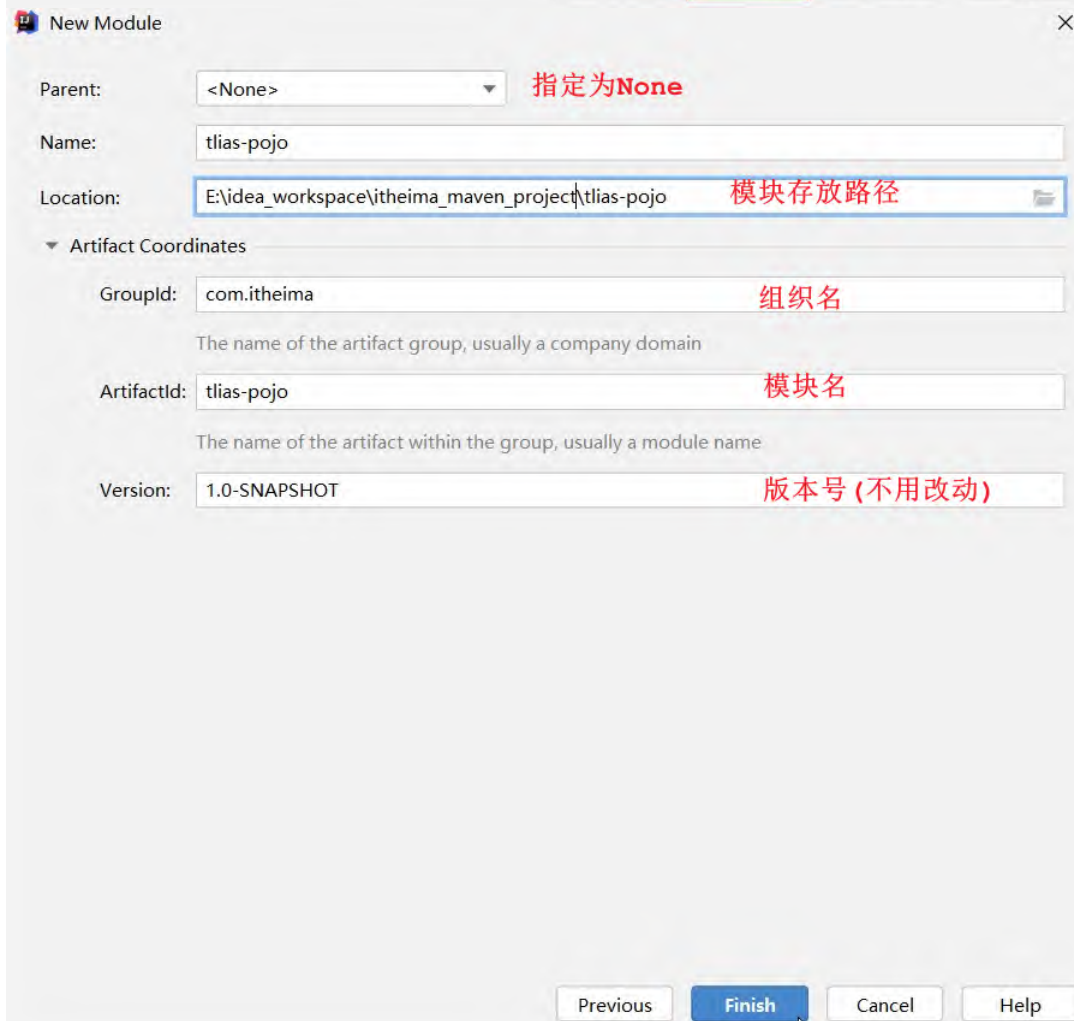 New Module
Parent: <None> 指定为None
Name: tlias-pojo
Location: E:\idea_workspace\itheima_maven_project\tlias-pojo 模块存放路径
Artifact Coordinates
GroupId: com.itheima 组织名
The name of the artifact group, usually a company domain
ArtifactId: tlias-pojo 模块名
The name of the artifact within the group, usually a module name
Version: 1.0-SNAPSHOT 版本号(不用改动)
Previous Finish Cancel Help